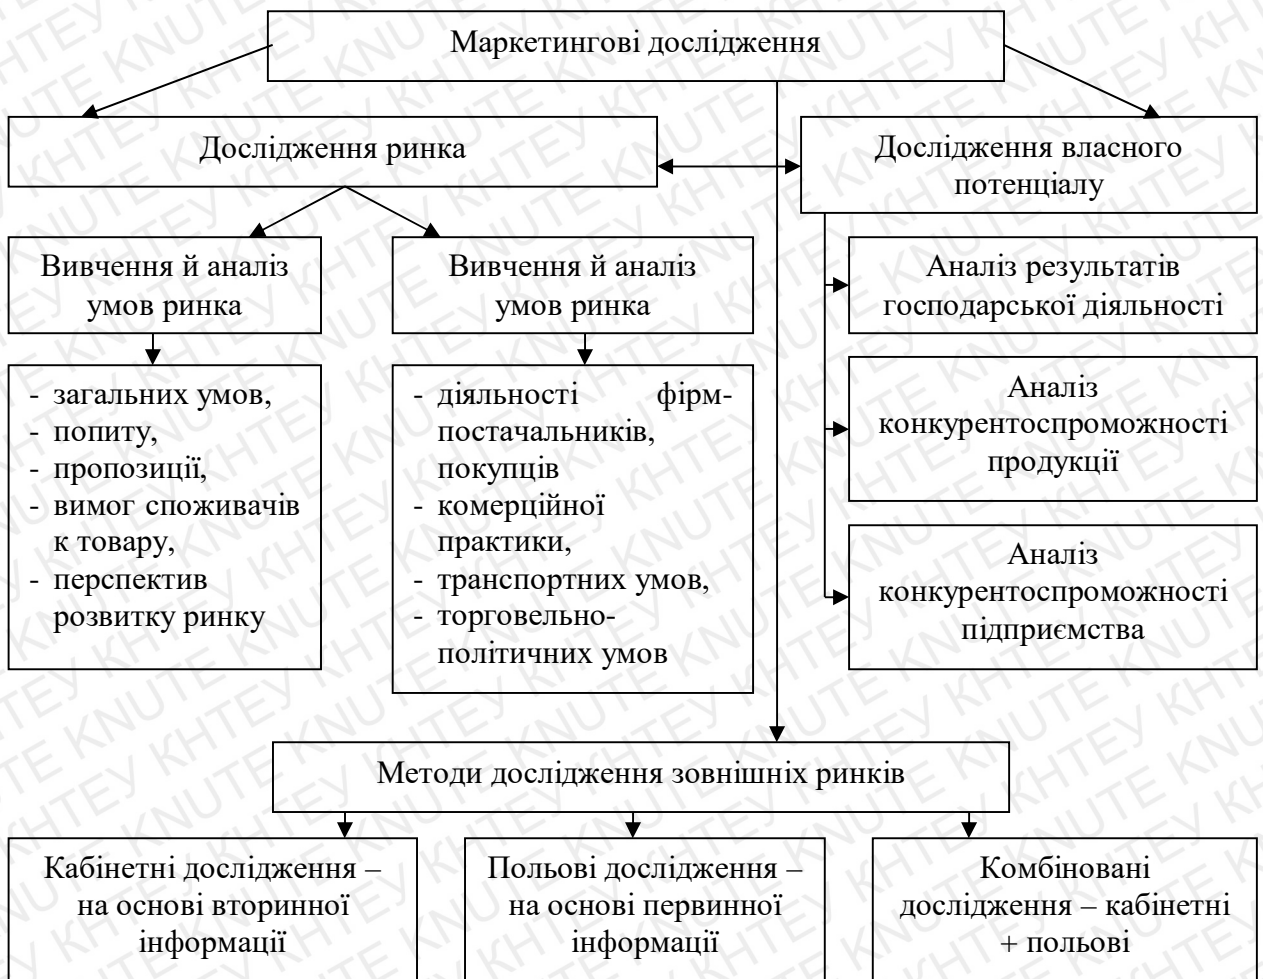 Маркетингові дослідження
Дослідження ринка
Дослідження власного
потенціалу
Вивчення й аналіз
умов ринка
Вивчення й аналіз
умов ринка
Аналіз результатів
господарської діяльності
- загальних умов,
- попиту,
- пропозиції,
- вимог споживачів
к товару,
- перспектив
розвитку ринку
- діяльності фірм-
постачальників,
покупців
- комерційної
практики,
- транспортних умов,
- торговельно-
політичних умов
Аналіз
конкурентоспроможності
продукції
Аналіз
конкурентоспроможності
підприємства
Методи дослідження зовнішніх ринків
Кабінетні дослідження –
на основі вторинної
інформації
Польові дослідження –
на основі первинної
інформації
Комбіновані
дослідження – кабінетні
+ польові